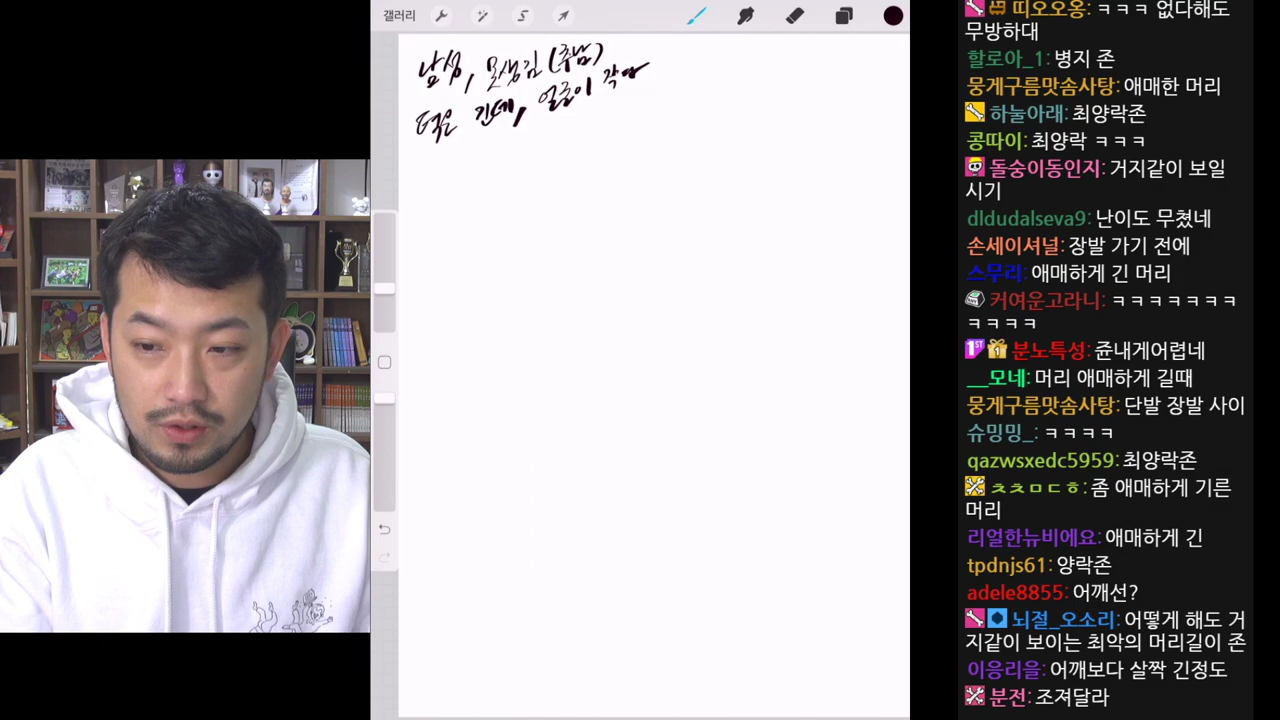 갤러리
남성, 못생김 (추남)
턱은 긴데, 얼굴이 각따
띠오오옹: ㅋㅋㅋ 없다해도
무방하대
할로아_1: 병지 존
뭉게구름맛솜사탕: 애매한 머리
하눌아래: 최양락존
콩따이: 최양락 ㅋㅋㅋ
돌숭이동인지: 거지같이 보일
시기
dldudalseva9: 난이도 무쳤네
손세이셔널: 장발 가기 전에
스무리: 애매하게 긴 머리
커여운고라니: ㅋㅋㅋㅋㅋㅋㅋ
ㅋㅋㅋㅋ
1ST 분노특성: 쥰내게어렵네
__모네: 머리 애매하게 길때
뭉게구름맛솜사탕: 단발 장발 사이
슈밍밍_: ㅋㅋㅋㅋ
qazwsxedc5959: 최양락존
ㅊㅊㅁㄷㅎ: 좀 애매하게 기른
머리
리얼한뉴비에요: 애매하게 긴
tpdnjs61: 양락존
adele8855: 어깨선?
뇌절_오소리: 어떻게 해도 거
지같이 보이는 최악의 머리길이 존
이응리을: 어깨보다 살짝 긴정도
분전: 조져달라